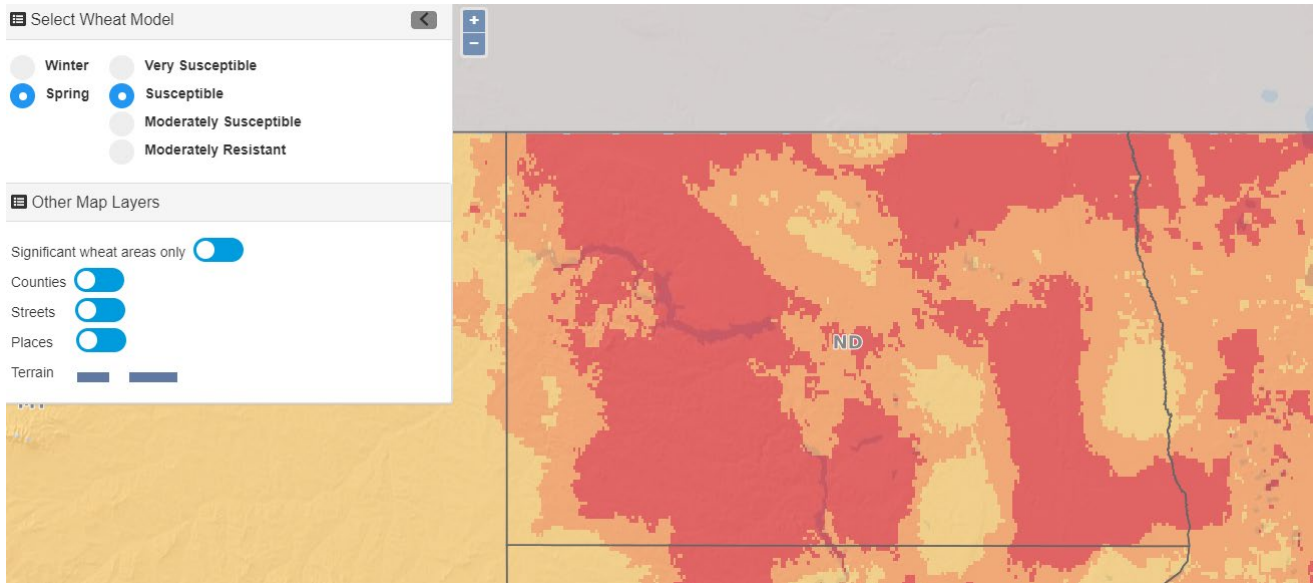 Select Wheat Model
Winter
Very Susceptible
Spring
Susceptible
Moderately Susceptible
Moderately Resistant
Other Map Layers
Significant wheat areas only
Counties
Streets
Places
Terrain
+
−
ND